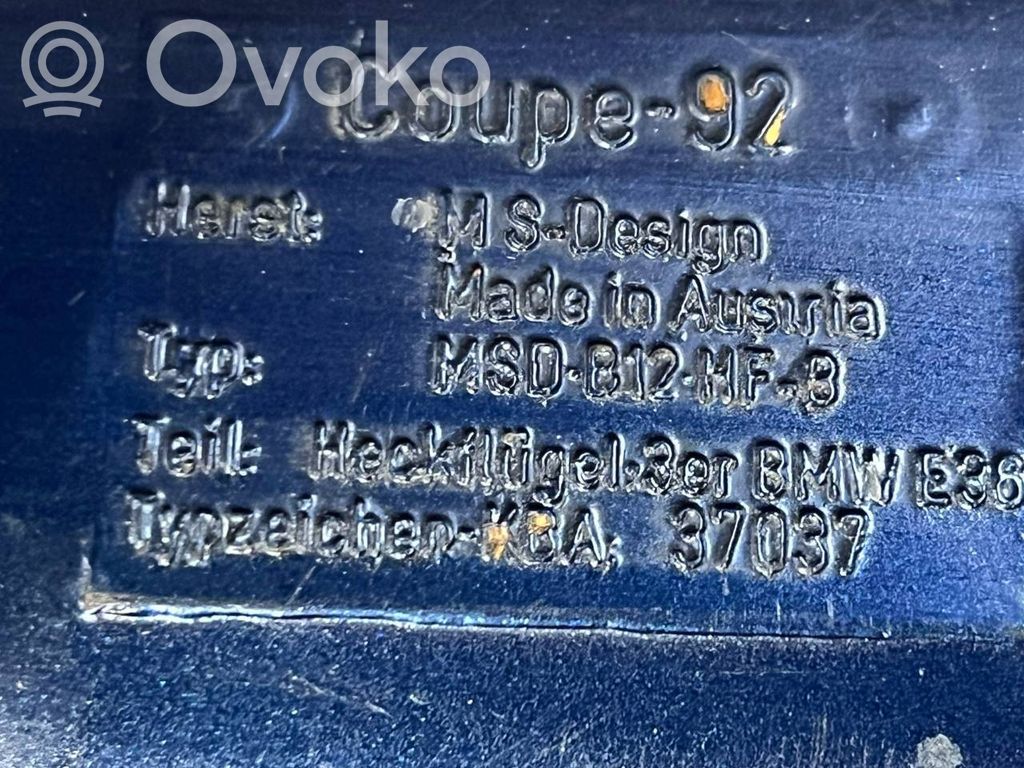 Ovoko
Coupe-92
Herst: MS-Design
Made in Austria
Typ: MSD-B12-HF-B
Teil: Heckflügel-3er BMW E36
Typzeichen-KBA: 37037